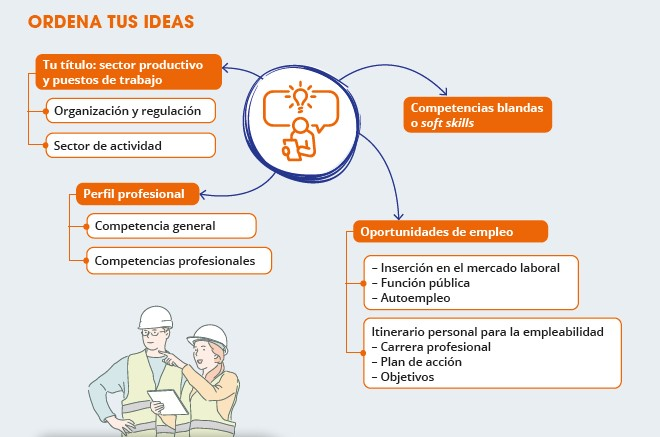 ORDENA TUS IDEAS
Tu título: sector productivo
y puestos de trabajo
Organización y regulación
Sector de actividad
Competencias blandas
o soft skills
Perfil profesional
Competencia general
Competencias profesionales
Oportunidades de empleo
– Inserción en el mercado laboral
– Función pública
– Autoempleo
Itinerario personal para la empleabilidad
– Carrera profesional
– Plan de acción
– Objetivos